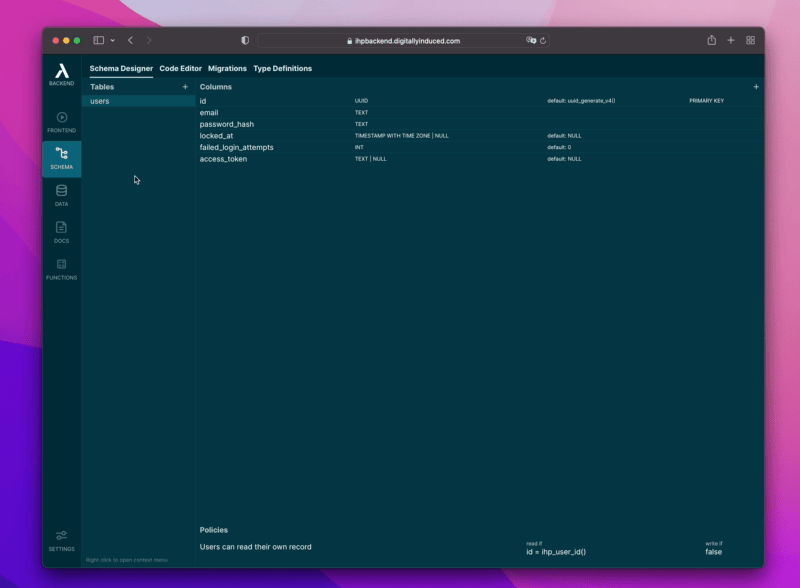 ihpbackend.digitallyinduced.com
BACKEND
Schema Designer Code Editor Migrations Type Definitions
Tables + Columns +
users
id UUID default: uuid_generate_v4() PRIMARY KEY
email TEXT
password_hash TEXT
locked_at TIMESTAMP WITH TIME ZONE | NULL default: NULL
failed_login_attempts INT default: 0
access_token TEXT | NULL default: NULL
FRONTEND
SCHEMA
DATA
DOCS
FUNCTIONS
SETTINGS
Right click to open context menu
Policies
Users can read their own record
read if
id = ihp_user_id()
write if
false